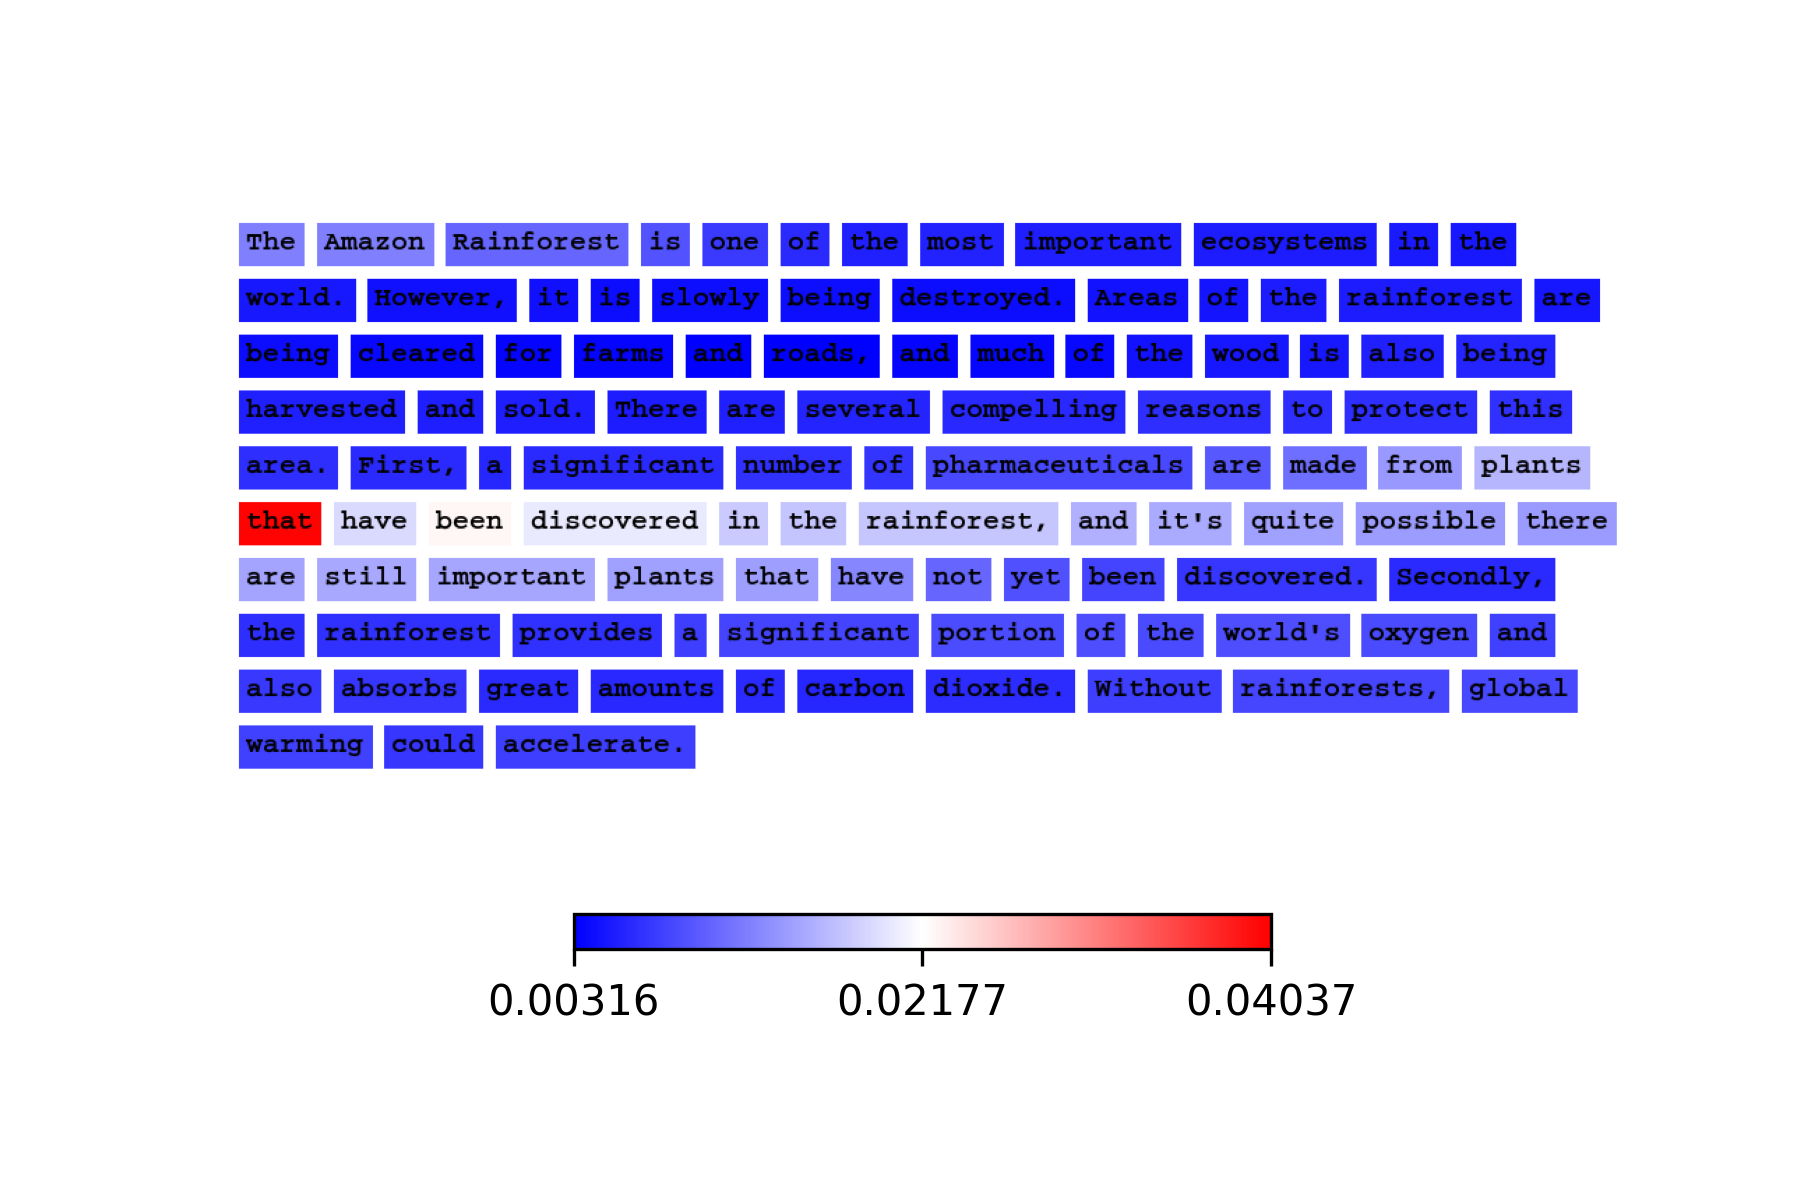 The Amazon Rainforest is one of the most important ecosystems in the
world. However, it is slowly being destroyed. Areas of the rainforest are
being cleared for farms and roads, and much of the wood is also being
harvested and sold. There are several compelling reasons to protect this
area. First, a significant number of pharmaceuticals are made from plants
that have been discovered in the rainforest, and it's quite possible there
are still important plants that have not yet been discovered. Secondly,
the rainforest provides a significant portion of the world's oxygen and
also absorbs great amounts of carbon dioxide. Without rainforests, global
warming could accelerate.
0.00316 0.02177 0.04037